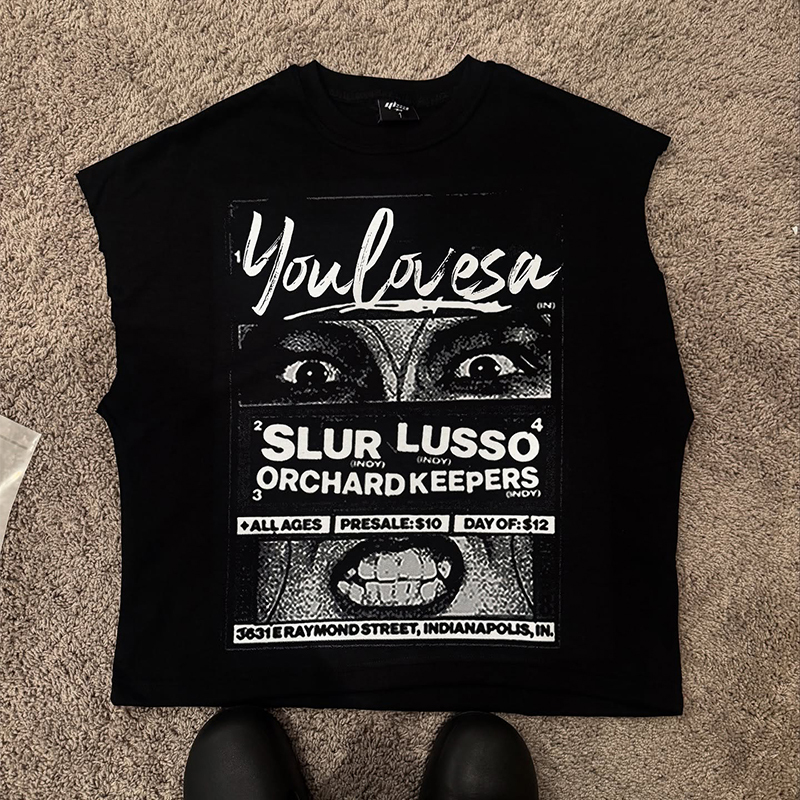 1 Youlovesa
(IN)
2 SLUR LUSSO 4
(INDY) (INDY)
3 ORCHARD KEEPERS
(INDY)
+ALL AGES PRESALE:$10 DAY OF:$12
3631 E RAYMOND STREET, INDIANAPOLIS, IN.